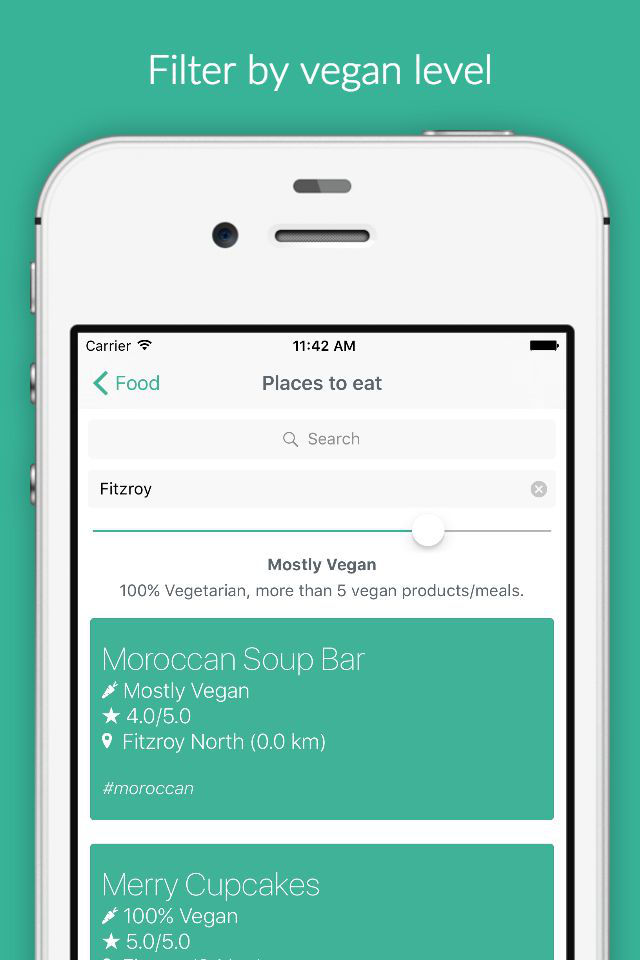 Filter by vegan level
Carrier 11:42 AM
Food Places to eat
Search
Fitzroy
Mostly Vegan
100% Vegetarian, more than 5 vegan products/meals.
Moroccan Soup Bar
Mostly Vegan
4.0/5.0
Fitzroy North (0.0 km)
#moroccan
Merry Cupcakes
100% Vegan
5.0/5.0